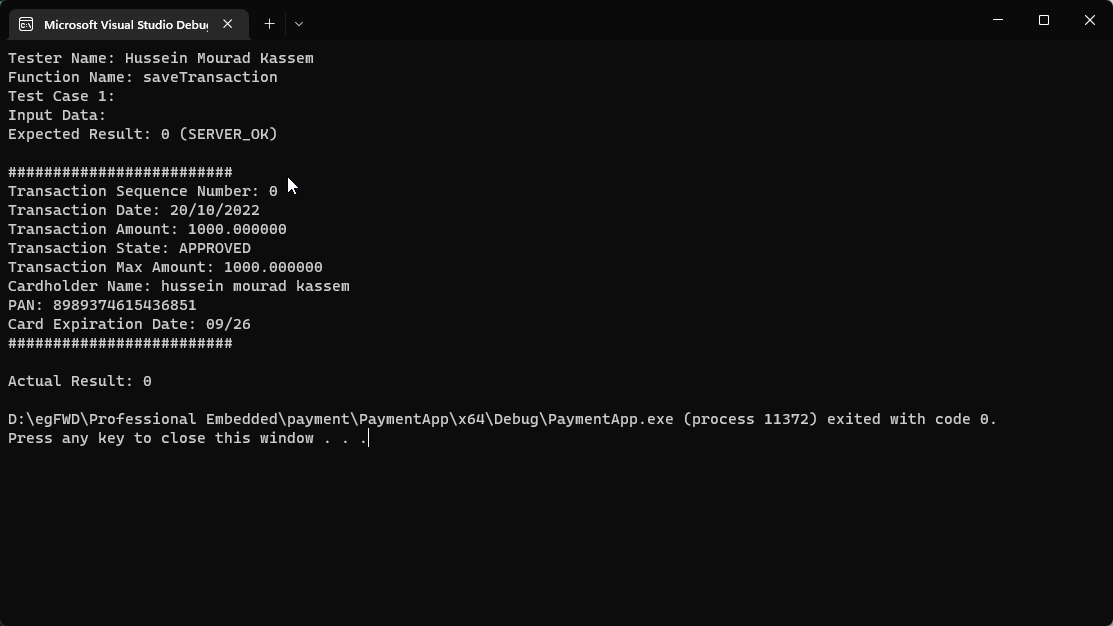 Microsoft Visual Studio Debug
Tester Name: Hussein Mourad Kassem
Function Name: saveTransaction
Test Case 1:
Input Data:
Expected Result: 0 (SERVER_OK)
#########################
Transaction Sequence Number: 0
Transaction Date: 20/10/2022
Transaction Amount: 1000.000000
Transaction State: APPROVED
Transaction Max Amount: 1000.000000
Cardholder Name: hussein mourad kassem
PAN: 8989374615436851
Card Expiration Date: 09/26
#########################
Actual Result: 0
D:\egFWD\Professional Embedded\payment\PaymentApp\x64\Debug\PaymentApp.exe (process 11372) exited with code 0.
Press any key to close this window . . .